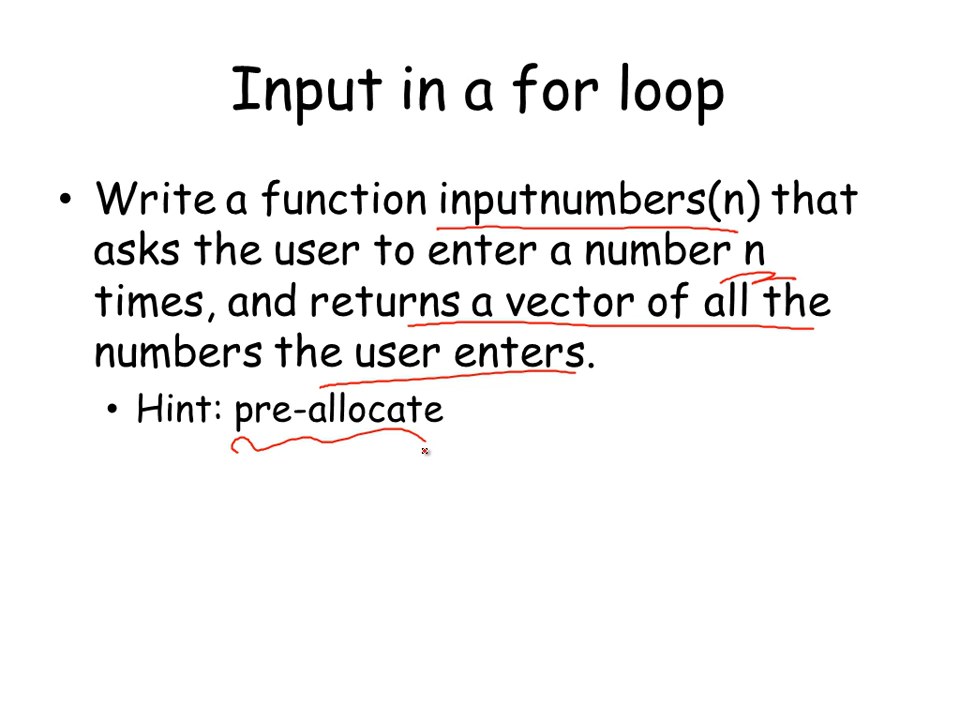 Input in a for loop
• Write a function inputnumbers(n) that
asks the user to enter a number n
times, and returns a vector of all the
numbers the user enters.
• Hint: pre-allocate